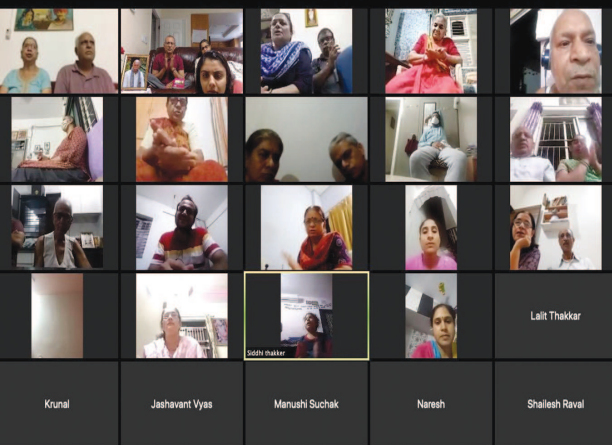 Siddhi thakker
Lalit Thakkar
Krunal
Jashavant Vyas
Manushi Suchak
Naresh
Shailesh Raval